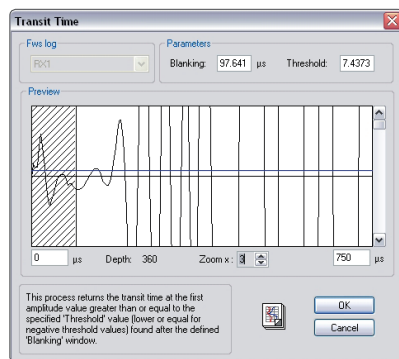 Transit Time
Fws log
RX1
Parameters
Blanking: 97.641 µs Threshold: 7.4373
Preview
0 µs Depth: 360 Zoom x: 3 750 µs
This process returns the transit time at the first
amplitude value greater than or equal to the
specified 'Threshold' value (lower or equal for
negative threshold values) found after the defined
'Blanking' window.
OK
Cancel